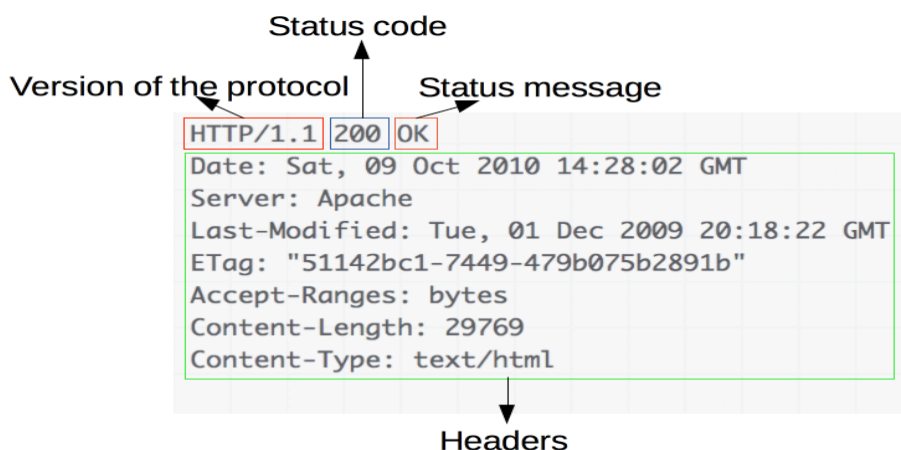 Status code
Version of the protocol
Status message
HTTP/1.1 200 OK
Date: Sat, 09 Oct 2010 14:28:02 GMT
Server: Apache
Last-Modified: Tue, 01 Dec 2009 20:18:22 GMT
ETag: "51142bc1-7449-479b075b2891b"
Accept-Ranges: bytes
Content-Length: 29769
Content-Type: text/html
Headers